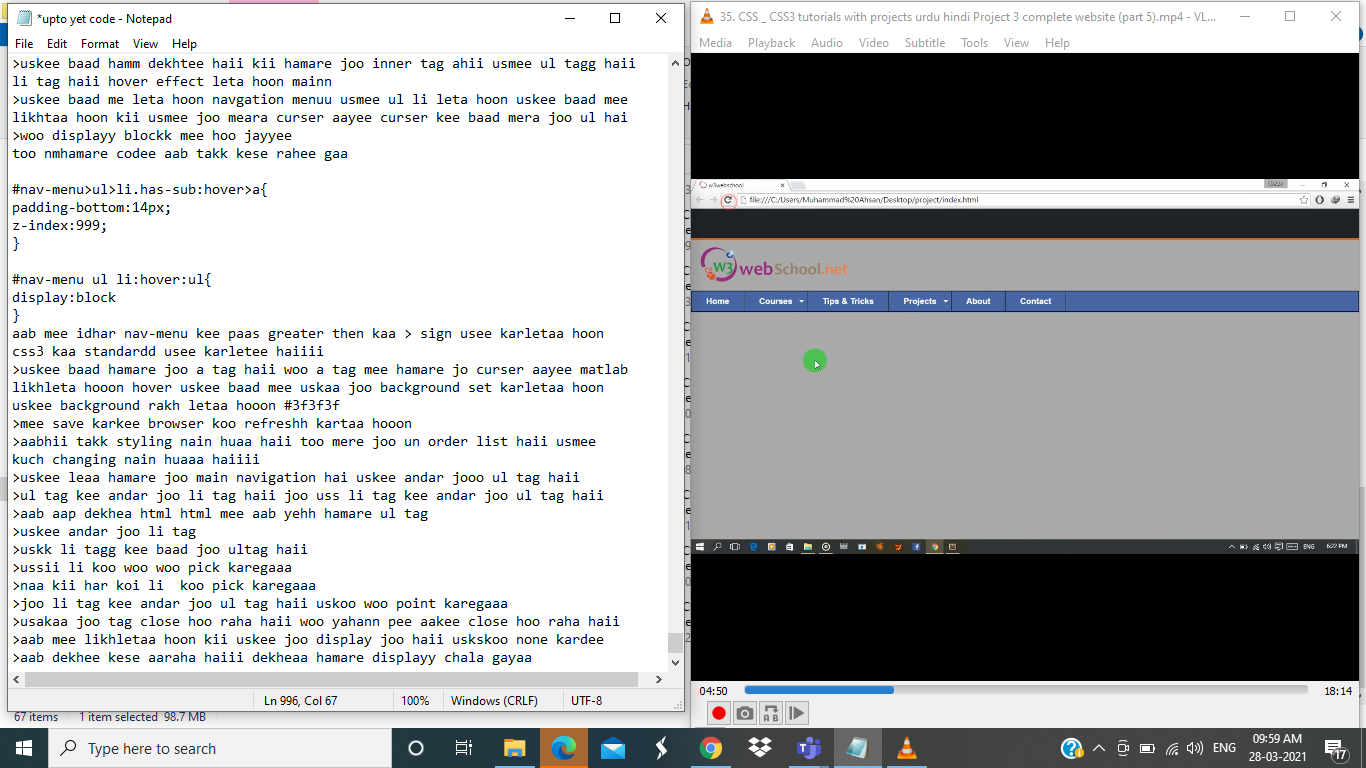 *upto yet code - Notepad
File Edit Format View Help
>uskee baad hamm dekhtee haii kii hamare joo inner tag ahii usmee ul tagg haii
li tag haii hover effect leta hoon mainn
>uskee baad me leta hoon navgation menuu usmee ul li leta hoon uskee baad mee
likhtaa hoon kii usmee joo meara curser aayee curser kee baad mera joo ul hai
>woo displayy blockk mee hoo jayyee
too nmhamare codee aab takk kese rahee gaa
#nav-menu>ul>li.has-sub:hover>a{
padding-bottom:14px;
z-index:999;
}
#nav-menu ul li:hover:ul{
display:block
}
aab mee idhar nav-menu kee paas greater then kaa > sign usee karletaa hoon
css3 kaa standardd usee karletee haiiii
>uskee baad hamare joo a tag haii woo a tag mee hamare jo curser aayee matlab
likhleta hooon hover uskee baad mee uskaa joo background set karletaa hoon
uskee background rakh letaa hooon #3f3f3f
>mee save karkee browser koo refreshh kartaa hooon
>aabhii takk styling nain huaa haii too mere joo un order list haii usmee
kuch changing nain huaaa haiiii
>uskee leaa hamare joo main navigation hai uskee andar jooo ul tag haii
>ul tag kee andar joo li tag haii joo uss li tag kee andar joo ul tag haii
>aab aap dekhea html html mee aab yehh hamare ul tag
>uskee andar joo li tag
>uskk li tagg kee baad joo ultag haii
>ussii li koo woo woo pick karegaaa
>naa kii har koi li  koo pick karegaaa
>joo li tag kee andar joo ul tag haii uskoo woo point karegaaa
>usakaa joo tag close hoo raha haii woo yahann pee aakee close hoo raha haii
>aab mee likhletaa hoon kii uskee joo display joo haii uskskoo none kardee
>aab dekhee kese aaraha haiii dekheaa hamare displayy chala gayaa
Ln 996, Col 67 100% Windows (CRLF) UTF-8
67 items 1 item selected 98.7 MB
35. CSS _ CSS3 tutorials with projects urdu hindi Project 3 complete website (part 5).mp4 - VL...
Media Playback Audio Video Subtitle Tools View Help
w3webschool
file:///C:/Users/Muhammad%20Ahsan/Desktop/project/index.html
W3 webSchool.net
Home Courses Tips & Tricks Projects About Contact
ENG 6:27 PM
04:50 18:14
Type here to search
ENG 09:59 AM
28-03-2021
17